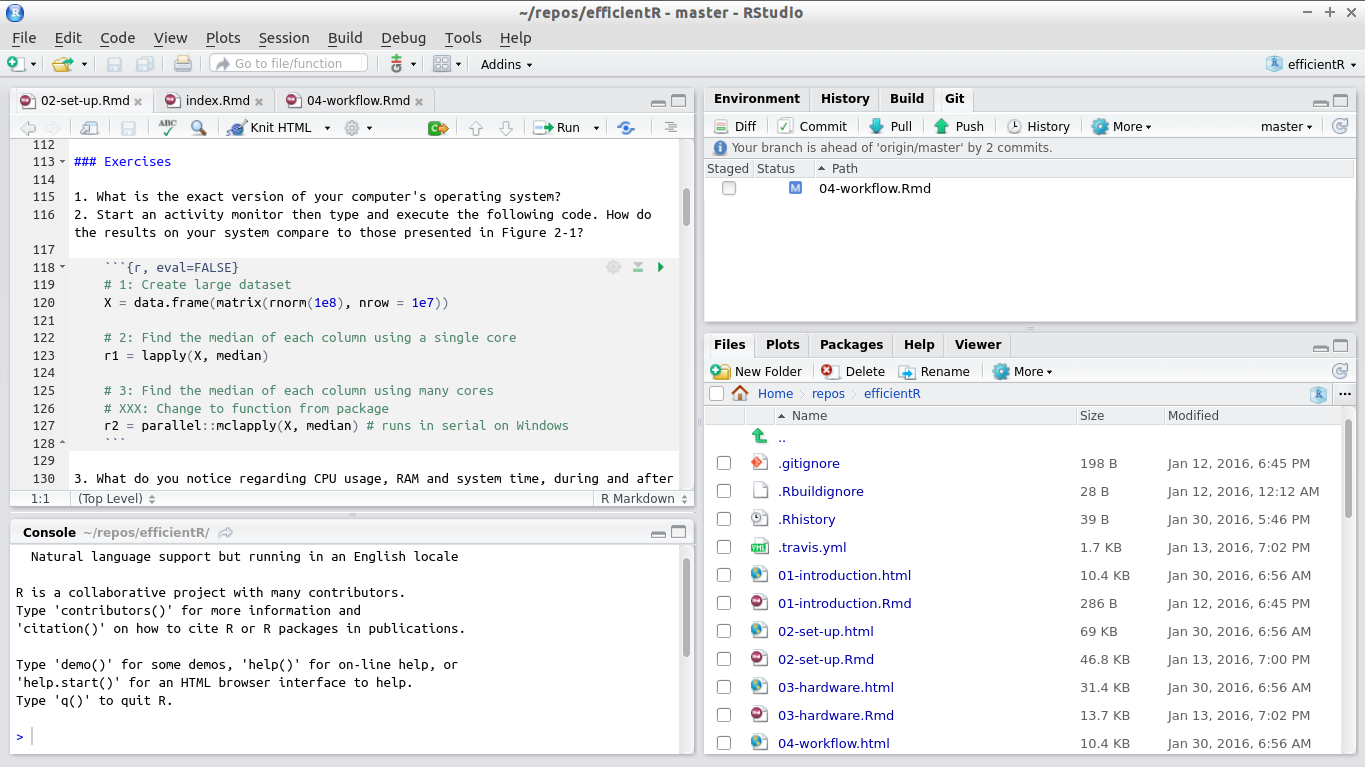 ~/repos/efficientR - master - RStudio
File Edit Code View Plots Session Build Debug Tools Help
Go to file/function Addins efficientR
02-set-up.Rmd index.Rmd 04-workflow.Rmd
ABC Knit HTML Run
112
113 ### Exercises
114
115 1. What is the exact version of your computer's operating system?
116 2. Start an activity monitor then type and execute the following code. How do
the results on your system compare to those presented in Figure 2-1?
117
118 ```{r, eval=FALSE}
119 # 1: Create large dataset
120 X = data.frame(matrix(rnorm(1e8), nrow = 1e7))
121
122 # 2: Find the median of each column using a single core
123 r1 = lapply(X, median)
124
125 # 3: Find the median of each column using many cores
126 # XXX: Change to function from package
127 r2 = parallel::mclapply(X, median) # runs in serial on Windows
128 ```
129
130 3. What do you notice regarding CPU usage, RAM and system time, during and after
1:1 (Top Level) R Markdown
Console ~/repos/efficientR/
Natural language support but running in an English locale
R is a collaborative project with many contributors.
Type 'contributors()' for more information and
'citation()' on how to cite R or R packages in publications.
Type 'demo()' for some demos, 'help()' for on-line help, or
'help.start()' for an HTML browser interface to help.
Type 'q()' to quit R.
>
Environment History Build Git
Diff Commit Pull Push History More master
Your branch is ahead of 'origin/master' by 2 commits.
Staged Status Path
M 04-workflow.Rmd
Files Plots Packages Help Viewer
New Folder Delete Rename More
Home repos efficientR ...
Name Size Modified
..
.gitignore 198 B Jan 12, 2016, 6:45 PM
.Rbuildignore 28 B Jan 12, 2016, 12:12 AM
.Rhistory 39 B Jan 30, 2016, 5:46 PM
.travis.yml 1.7 KB Jan 13, 2016, 7:02 PM
01-introduction.html 10.4 KB Jan 30, 2016, 6:56 AM
01-introduction.Rmd 286 B Jan 12, 2016, 6:45 PM
02-set-up.html 69 KB Jan 30, 2016, 6:56 AM
02-set-up.Rmd 46.8 KB Jan 13, 2016, 7:00 PM
03-hardware.html 31.4 KB Jan 30, 2016, 6:56 AM
03-hardware.Rmd 13.7 KB Jan 13, 2016, 7:02 PM
04-workflow.html 10.4 KB Jan 30, 2016, 6:56 AM